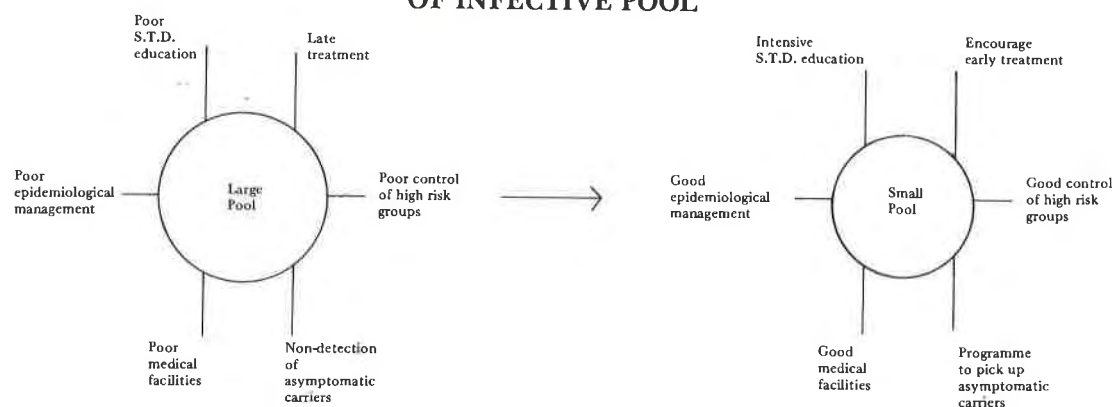 OF INFECTIVE POOL
Poor
S.T.D.
education
Late
treatment
Poor
epidemiological
management
Large
Pool
Poor control
of high risk
groups
Poor
medical
facilities
Non-detection
of
asymptomatic
carriers
Intensive
S.T.D. education
Encourage
early treatment
Good
epidemiological
management
Small
Pool
Good control
of high risk
groups
Good
medical
facilities
Programme
to pick up
asymptomatic
carriers